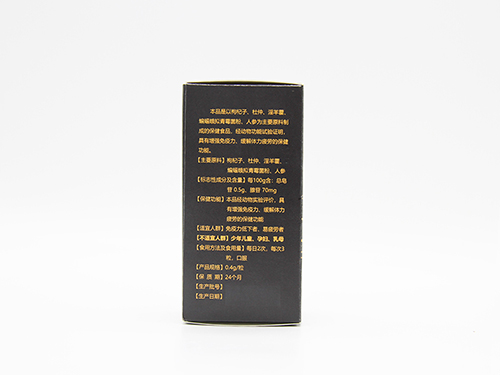 本品是以枸杞子、杜仲、淫羊藿、
蝙蝠蛾拟青霉菌粉、人参为主要原料制
成的保健食品，经动物功能试验证明，
具有增强免疫力、缓解体力疲劳的保健
功能。
【主要原料】枸杞子、杜仲、淫羊藿、
蝙蝠蛾拟青霉菌粉、人参
【标志性成分及含量】每100g含：总皂
苷 0.5g、腺苷 70mg
【保健功能】本品经动物实验评价，具
有增强免疫力、缓解体力
疲劳的保健功能
【适宜人群】免疫力低下者、易疲劳者
【不适宜人群】少年儿童、孕妇、乳母
【食用方法及食用量】每日2次，每次3
粒，口服
【产品规格】0.4g/粒
【保 质 期】24个月
【生产批号】
【生产日期】